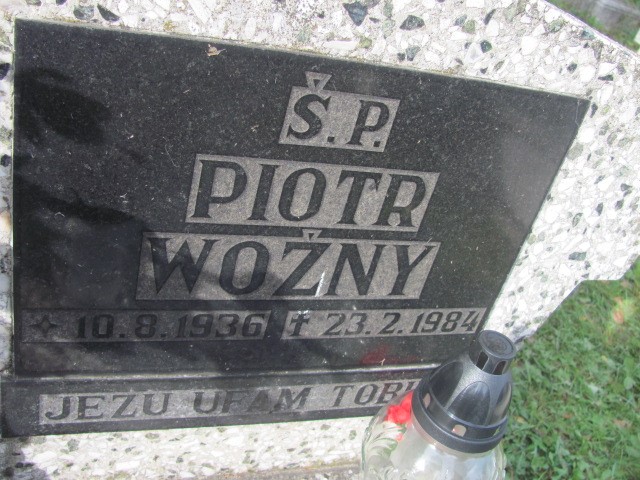 Ś.P.
PIOTR
WOŹNY
10.8.1936 † 23.2.1984
JEZU UFAM